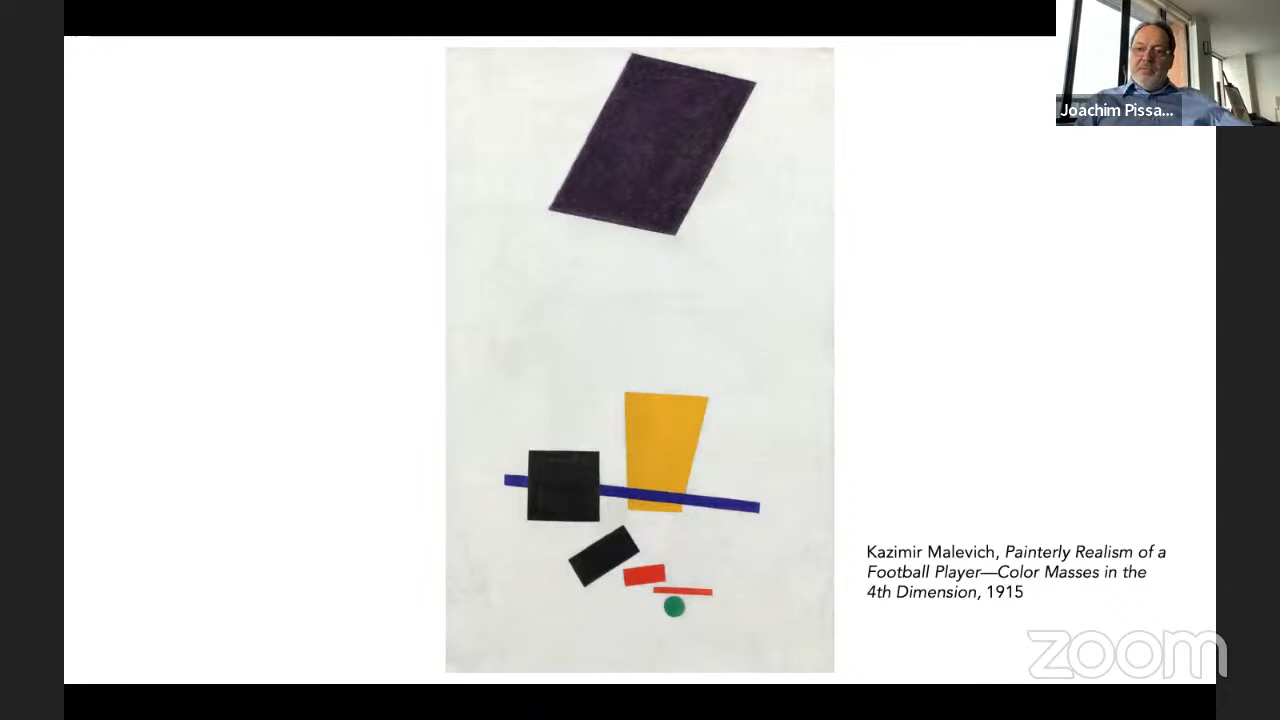 Joachim Pissa...
Kazimir Malevich, Painterly Realism of a
Football Player—Color Masses in the
4th Dimension, 1915
zoom